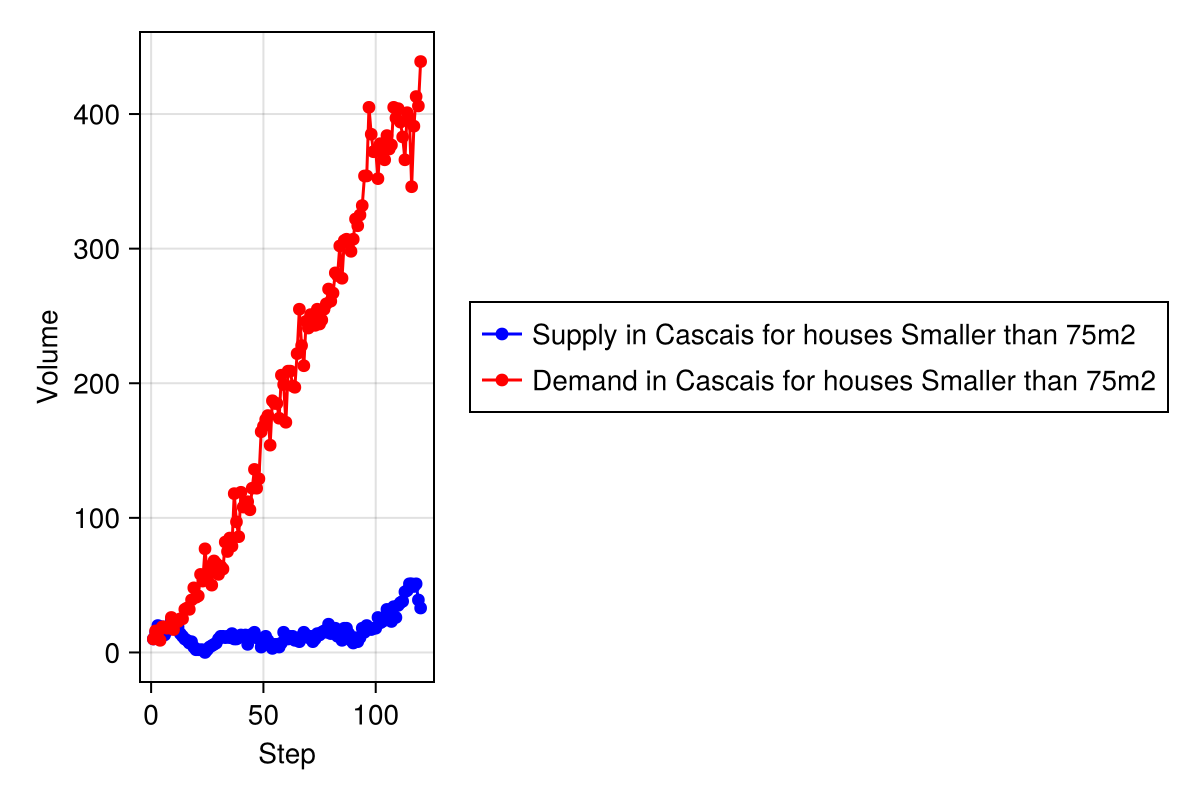 400
300
200
100
0
Volume
0 50 100
Step
Supply in Cascais for houses Smaller than 75m2
Demand in Cascais for houses Smaller than 75m2